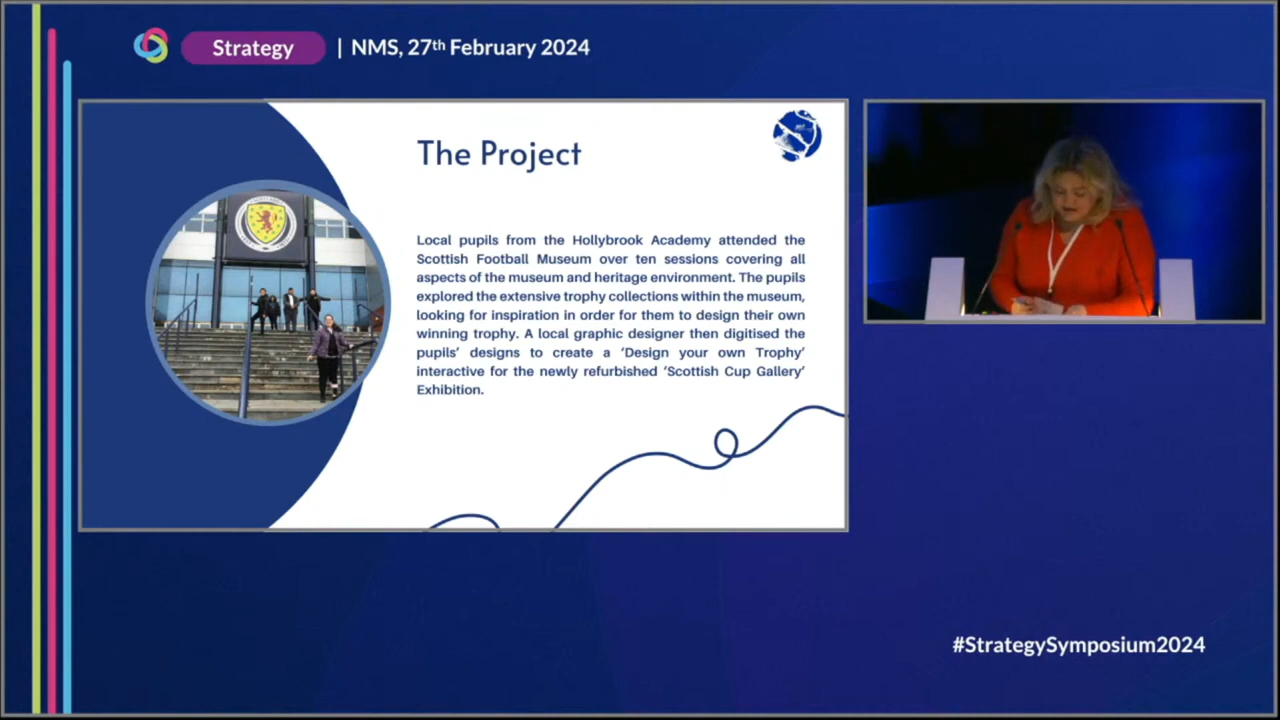 Strategy | NMS, 27th February 2024
The Project
Local pupils from the Hollybrook Academy attended the
Scottish Football Museum over ten sessions covering all
aspects of the museum and heritage environment. The pupils
explored the extensive trophy collections within the museum,
looking for inspiration in order for them to design their own
winning trophy. A local graphic designer then digitised the
pupils’ designs to create a ‘Design your own Trophy’
interactive for the newly refurbished ‘Scottish Cup Gallery’
Exhibition.
#StrategySymposium2024